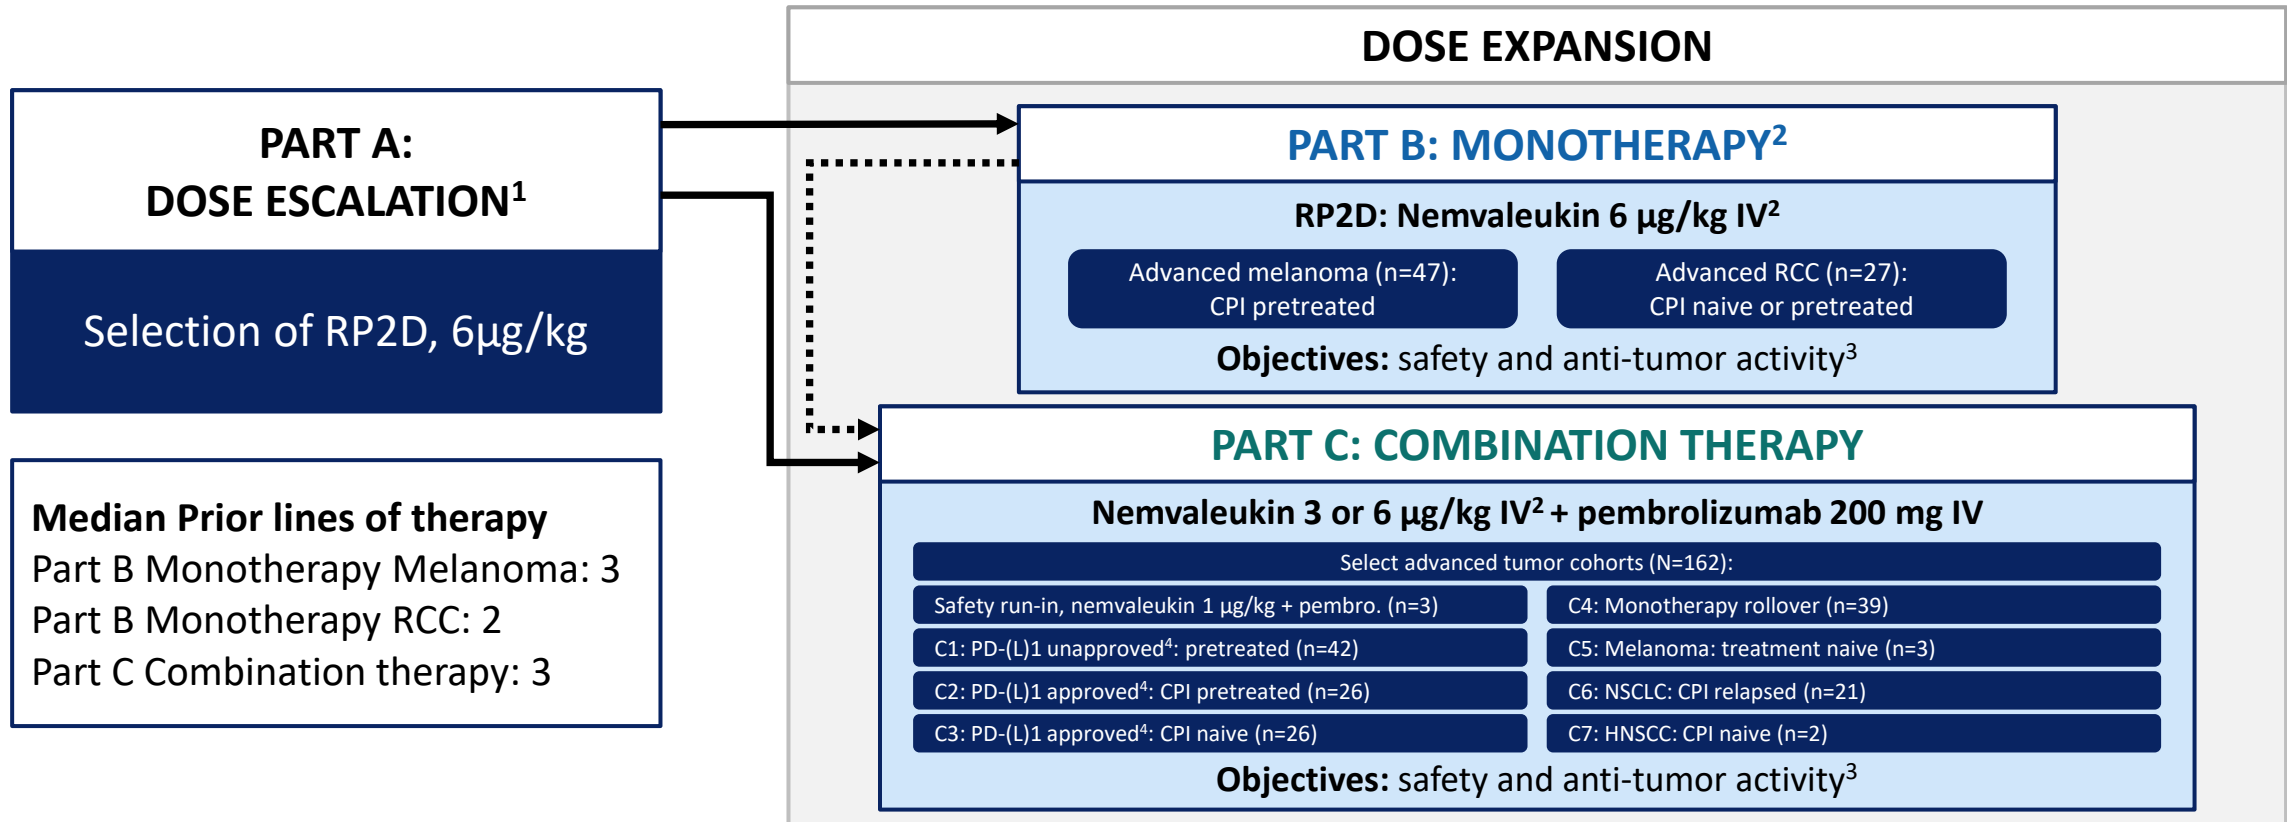 DOSE EXPANSION
PART A:
DOSE ESCALATION¹
Selection of RP2D, 6µg/kg
Median Prior lines of therapy
Part B Monotherapy Melanoma: 3
Part B Monotherapy RCC: 2
Part C Combination therapy: 3
PART B: MONOTHERAPY²
RP2D: Nemvaleukin 6 µg/kg IV²
Advanced melanoma (n=47):
CPI pretreated
Advanced RCC (n=27):
CPI naive or pretreated
Objectives: safety and anti-tumor activity³
PART C: COMBINATION THERAPY
Nemvaleukin 3 or 6 µg/kg IV² + pembrolizumab 200 mg IV
Select advanced tumor cohorts (N=162):
Safety run-in, nemvaleukin 1 µg/kg + pembro. (n=3)
C1: PD-(L)1 unapproved⁴: pretreated (n=42)
C2: PD-(L)1 approved⁴: CPI pretreated (n=26)
C3: PD-(L)1 approved⁴: CPI naive (n=26)
C4: Monotherapy rollover (n=39)
C5: Melanoma: treatment naive (n=3)
C6: NSCLC: CPI relapsed (n=21)
C7: HNSCC: CPI naive (n=2)
Objectives: safety and anti-tumor activity³